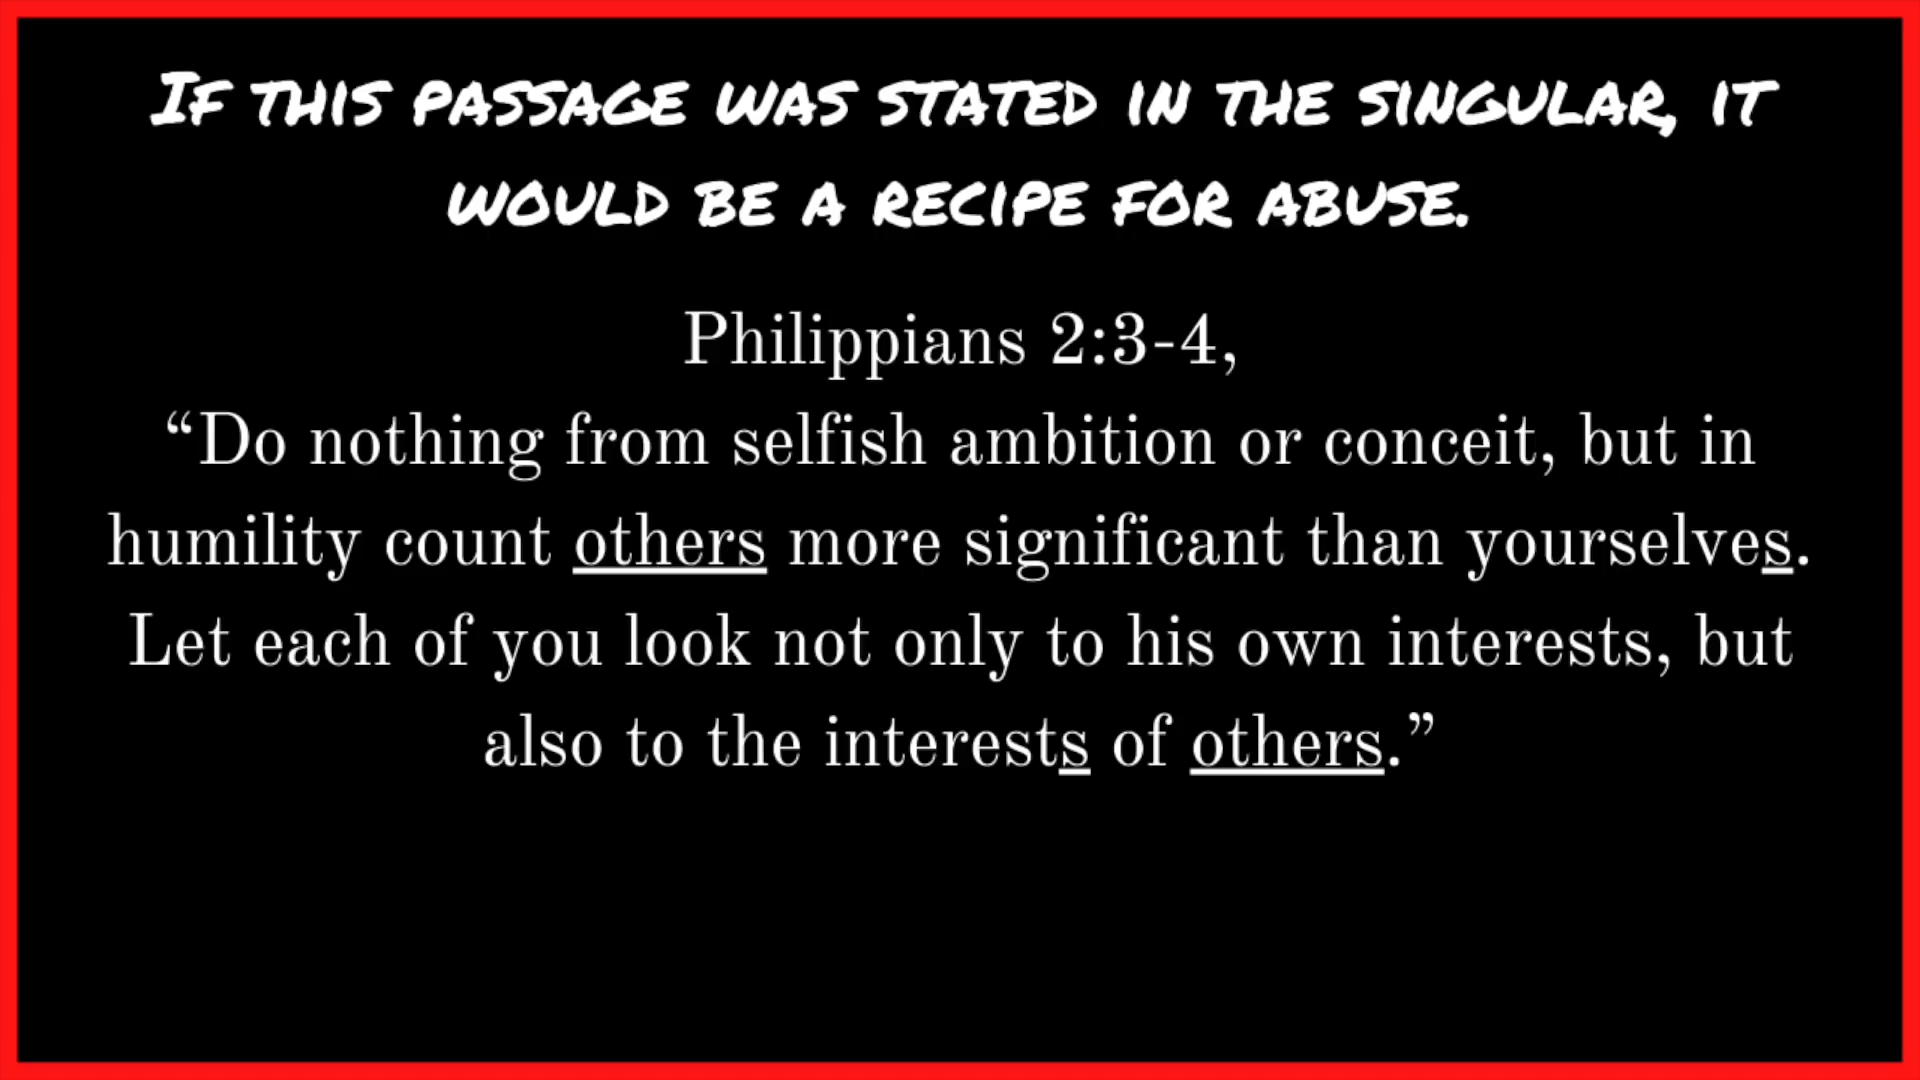 If this passage was stated in the singular, it
would be a recipe for abuse.
Philippians 2:3-4,
“Do nothing from selfish ambition or conceit, but in
humility count others more significant than yourselves.
Let each of you look not only to his own interests, but
also to the interests of others.”